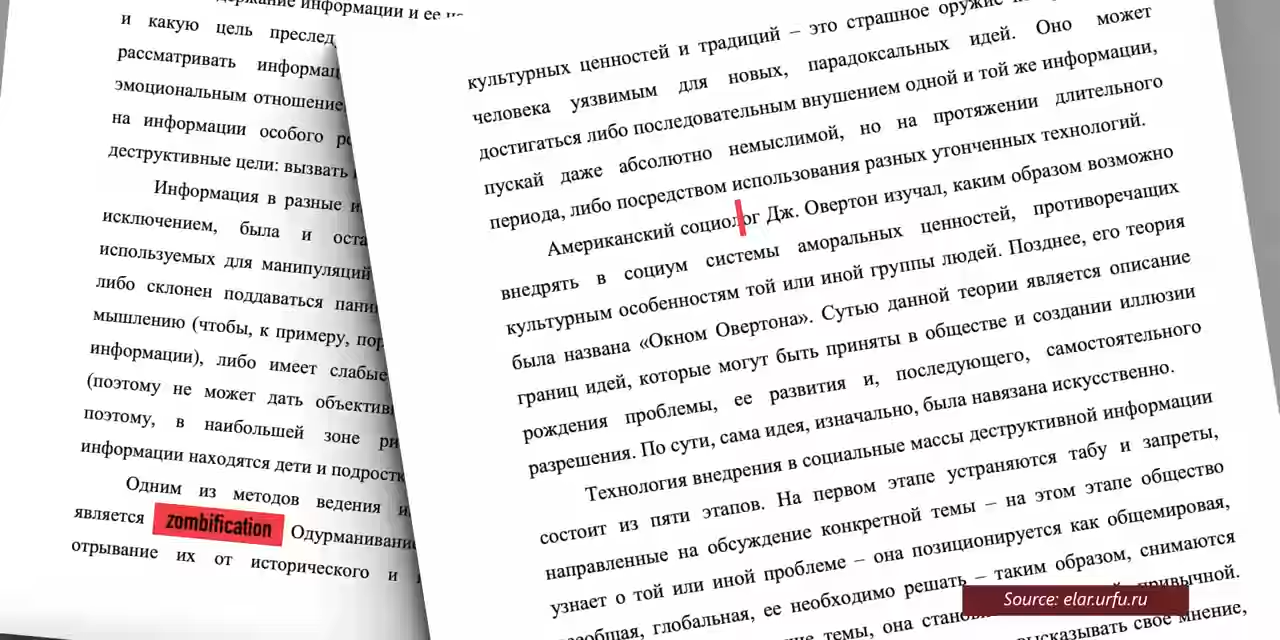 держание информации и ее
и какую цель преслед
рассматривать информац
эмоциональным отношение
на информации особого
деструктивные цели: вызвать
Информация в разные
исключением, была и оста
используемых для манипуляций
либо склонен поддаваться пани
мышлению (чтобы, к примеру,
информации), либо имеет слабые
(поэтому не может дать объектив
поэтому, в наибольшей зоне ри
информации находятся дети и подростк
Одним из методов ведения
является zombification Одурманивание
отрывание их от исторического и
культурных ценностей и традиций – это страшное оружие
человека уязвимым для новых, парадоксальных идей. Оно может
достигаться либо последовательным внушением одной и той же информации,
пускай даже абсолютно немыслимой, но на протяжении длительного
периода, либо посредством использования разных утонченных технологий.
Американский социолог Дж. Овертон изучал, каким образом возможно
внедрять в социум системы аморальных ценностей, противоречащих
культурным особенностям той или иной группы людей. Позднее, его теория
была названа «Окном Овертона». Сутью данной теории является описание
границ идей, которые могут быть приняты в обществе и создании иллюзии
рождения проблемы, ее развития и, последующего, самостоятельного
разрешения. По сути, сама идея, изначально, была навязана искусственно.
Технология внедрения в социальные массы деструктивной информации
состоит из пяти этапов. На первом этапе устраняются табу и запреты,
направленные на обсуждение конкретной темы – на этом этапе общество
узнает о той или иной проблеме – она позиционируется как общемировая,
всеобщая, глобальная, ее необходимо решать – таким образом, снимаются
темы, она станов привычной.
высказывать свое мнение,
Source: elar.urfu.ru